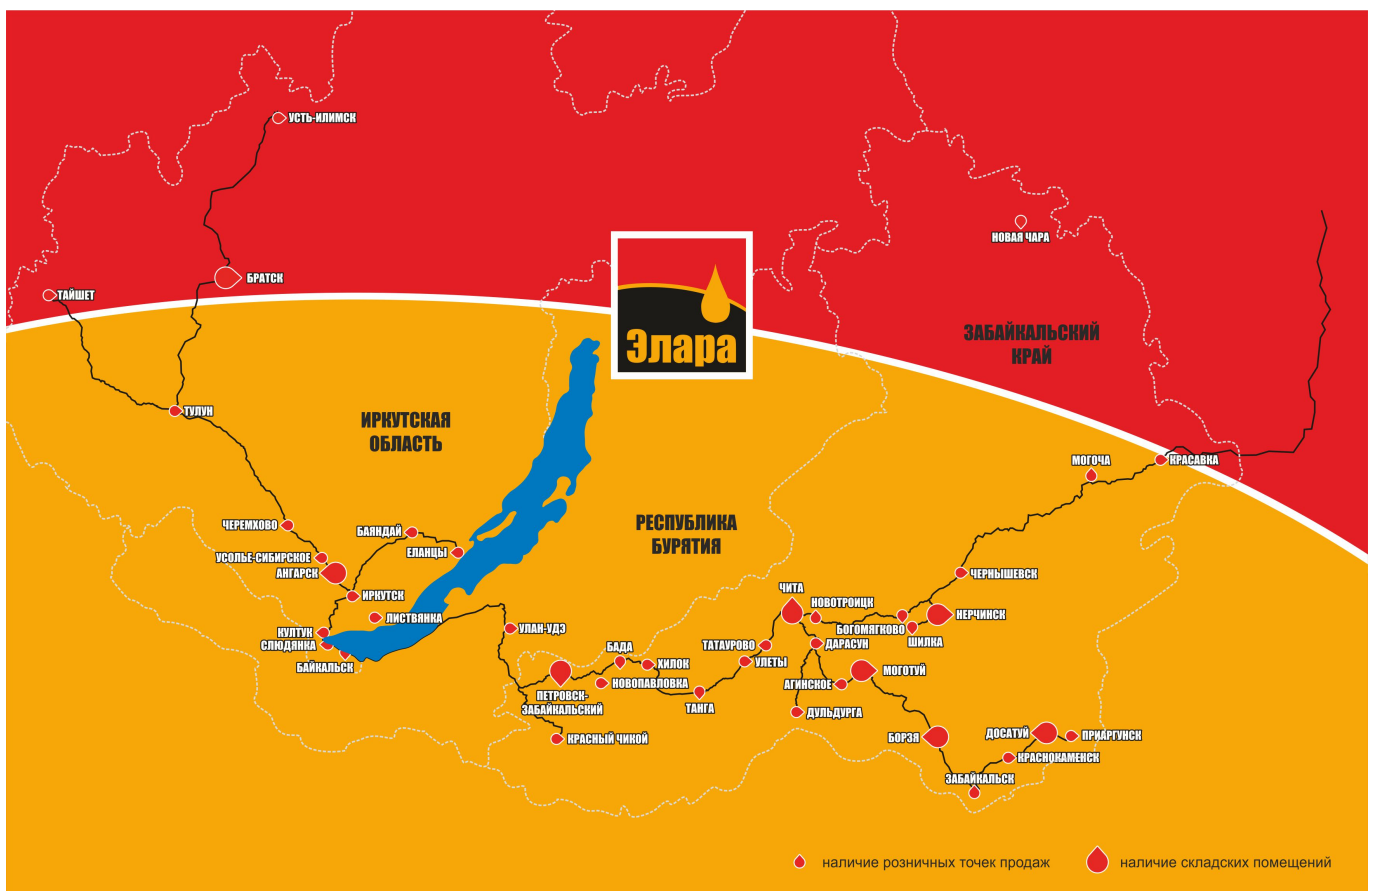 УСТЬ-ИЛИМСК
НОВАЯ ЧАРА
БРАТСК
ТАЙШЕТ
Элара
ЗАБАЙКАЛЬСКИЙ
КРАЙ
ТУЛУН
ИРКУТСКАЯ
ОБЛАСТЬ
МОГОЧА
КРАСАВКА
ЧЕРЕМХОВО
БАЯНДАЙ
РЕСПУБЛИКА
БУРЯТИЯ
ЕЛАНЦЫ
УСОЛЬЕ-СИБИРСКОЕ
АНГАРСК
ЧЕРНЫШЕВСК
ИРКУТСК
ЧИТА
НОВОТРОИЦК
НЕРЧИНСК
ЛИСТВЯНКА
УЛАН-УДЭ
БОГОМЯГКОВО
ШИЛКА
КУЛТУК
СЛЮДЯНКА
БАЙКАЛЬСК
БАДА
ТАТАУРОВО
ДАРАСУН
ХИЛОК
УЛЕТЫ
МОГОТУЙ
НОВОПАВЛОВКА
АГИНСКОЕ
ПЕТРОВСК-
ЗАБАЙКАЛЬСКИЙ
ТАНГА
ДУЛЬДУРГА
КРАСНЫЙ ЧИКОЙ
БОРЗЯ
ДОСАТУЙ
ПРИАРГУНСК
КРАСНОКАМЕНСК
ЗАБАЙКАЛЬСК
наличие розничных точек продаж
наличие складских помещений